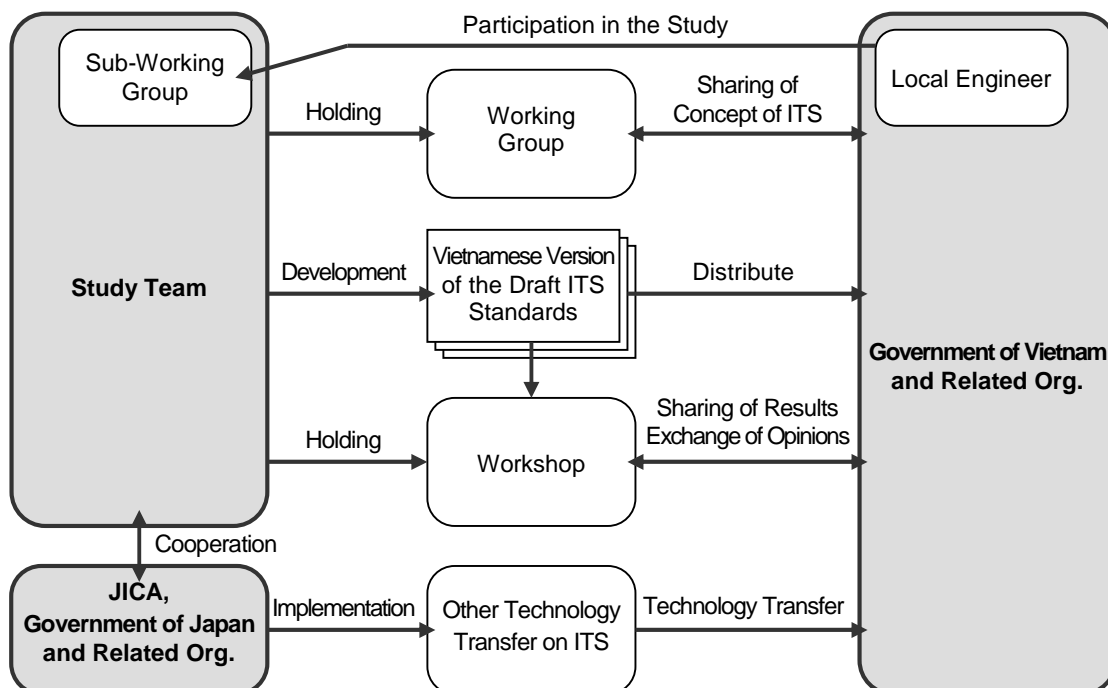 Participation in the Study
Sub-Working
Group
Local Engineer
Holding
Working
Group
Sharing of
Concept of ITS
Study Team
Development
Vietnamese Version
of the Draft ITS
Standards
Distribute
Government of Vietnam
and Related Org.
Holding
Workshop
Sharing of Results
Exchange of Opinions
Cooperation
JICA,
Government of Japan
and Related Org.
Implementation
Other Technology
Transfer on ITS
Technology Transfer